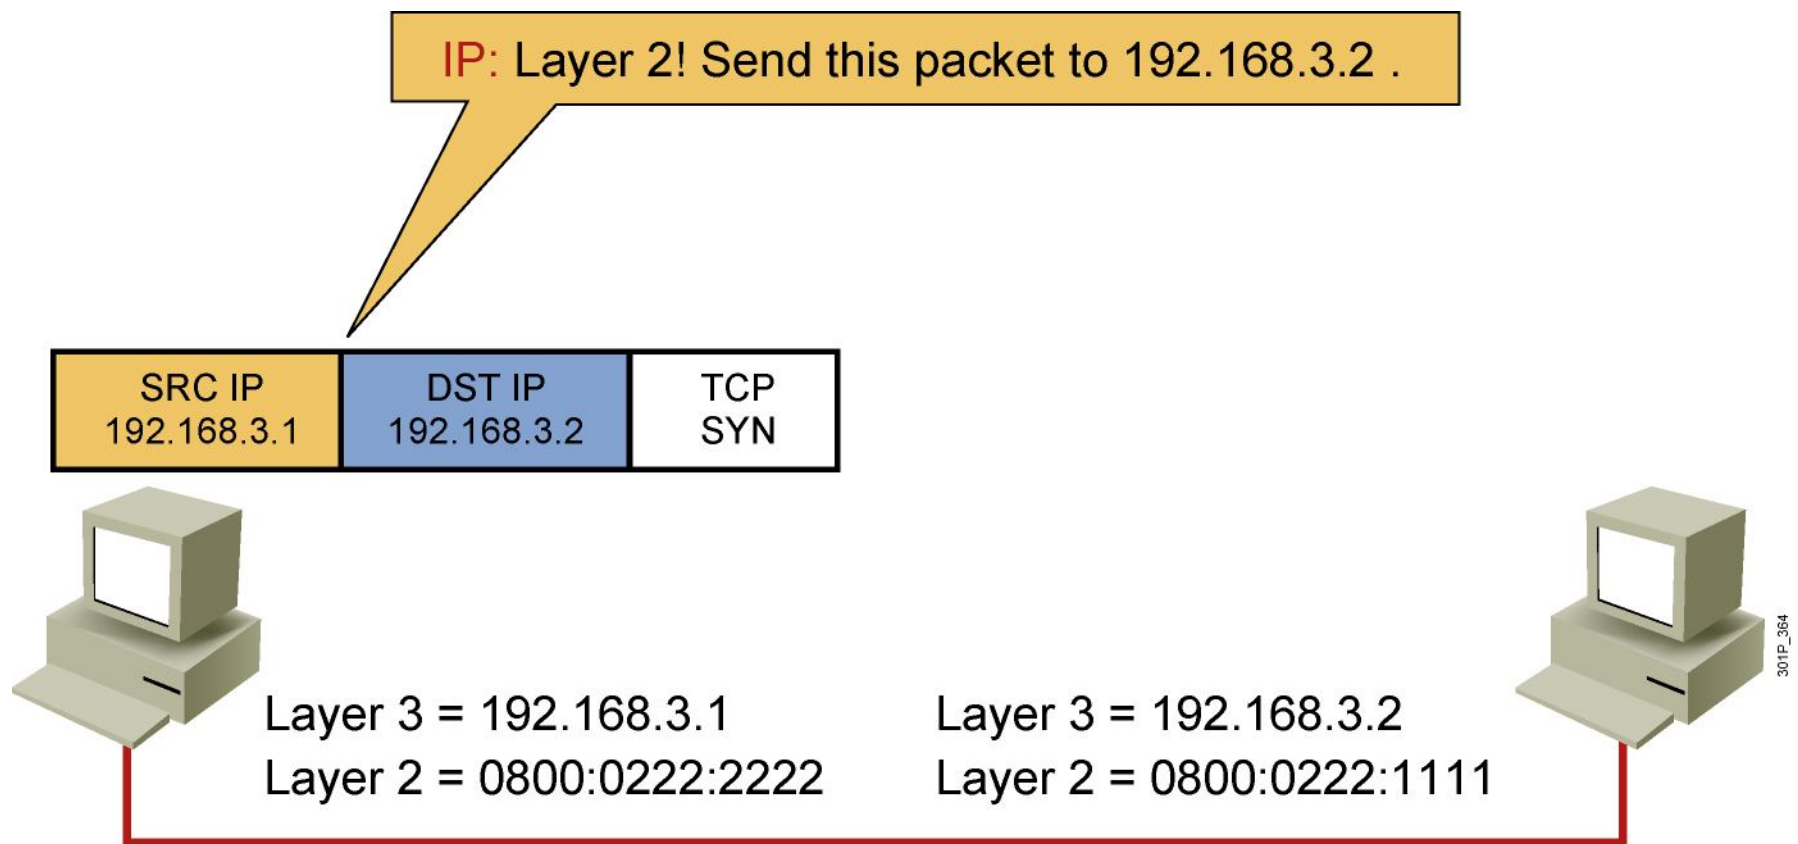 IP: Layer 2! Send this packet to 192.168.3.2 .
SRC IP
192.168.3.1
DST IP
192.168.3.2
TCP
SYN
Layer 3 = 192.168.3.1
Layer 2 = 0800:0222:2222
Layer 3 = 192.168.3.2
Layer 2 = 0800:0222:1111
301P_364